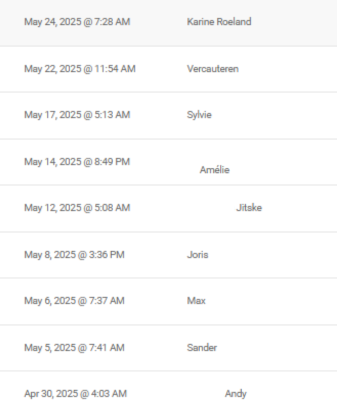 May 24, 2025 @ 7:28 AM Karine Roeland
May 22, 2025 @ 11:54 AM Vercauteren
May 17, 2025 @ 5:13 AM Sylvie
May 14, 2025 @ 8:49 PM Amélie
May 12, 2025 @ 5:08 AM Jitske
May 8, 2025 @ 3:36 PM Joris
May 6, 2025 @ 7:37 AM Max
May 5, 2025 @ 7:41 AM Sander
Apr 30, 2025 @ 4:03 AM Andy